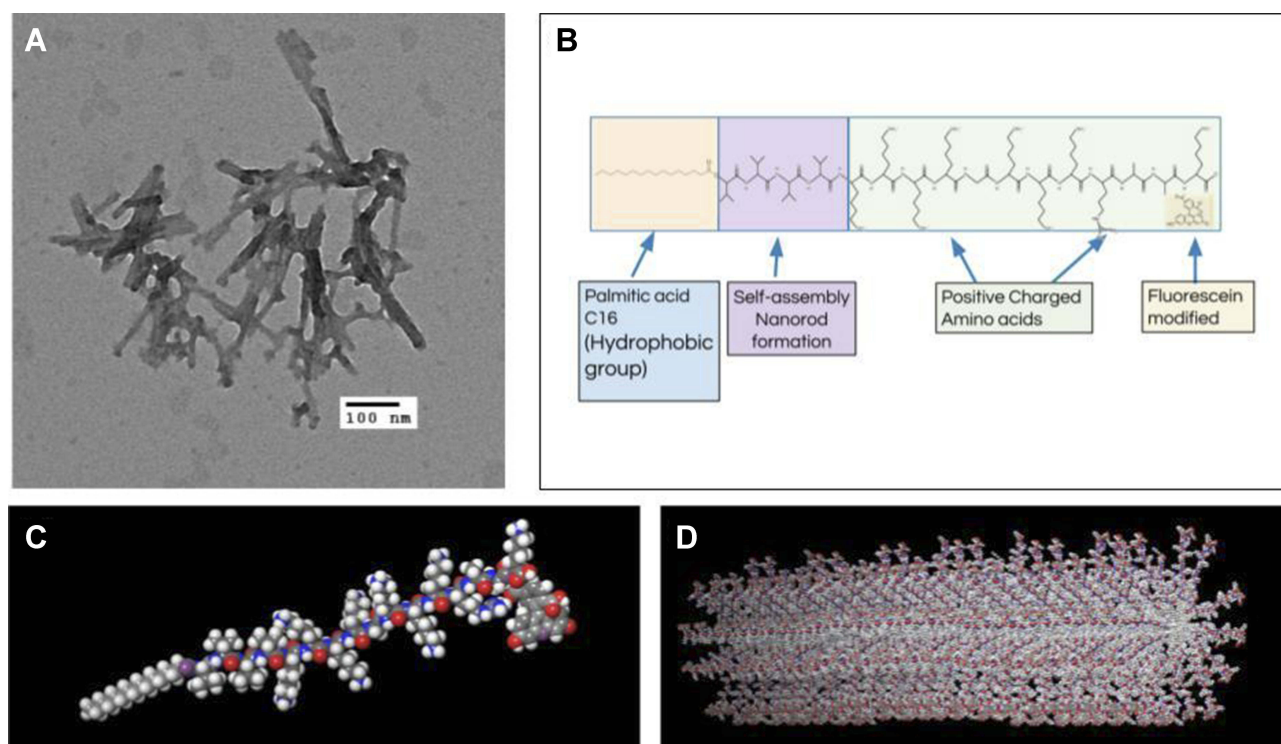 A
100 nm
B
Palmitic acid
C16
(Hydrophobic
group)
Self-assembly
Nanorod
formation
Positive Charged
Amino acids
Fluorescein
modified
C
D